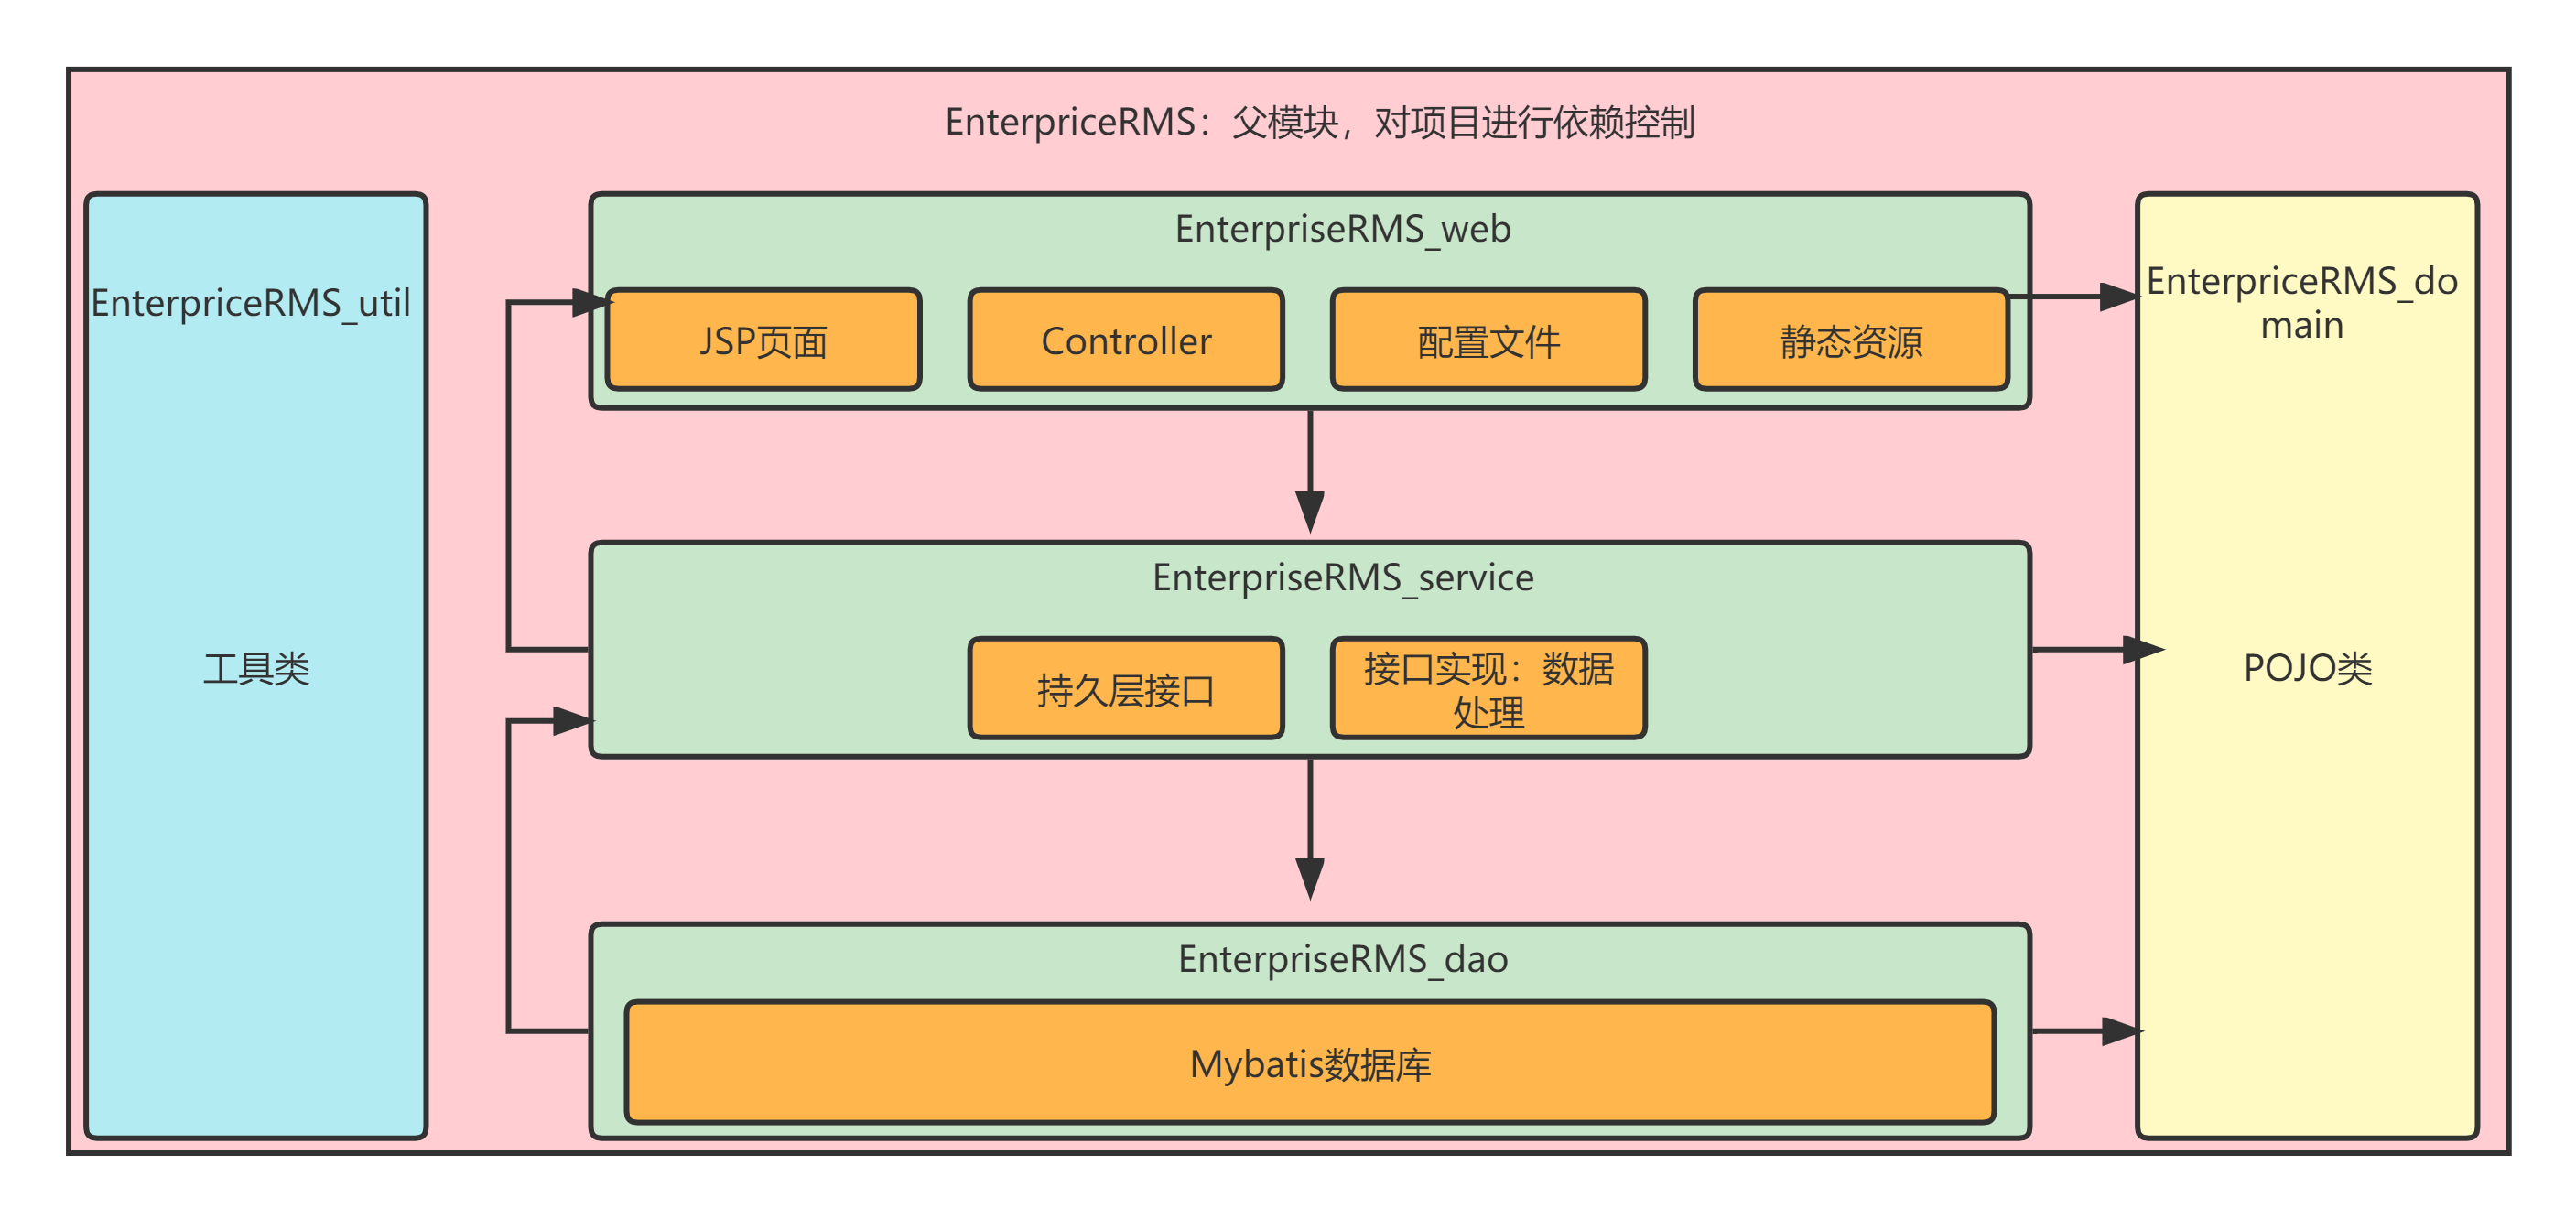 EnterpriceRMS：父模块，对项目进行依赖控制
EnterpriceRMS_util
工具类
EnterpriseRMS_web
JSP页面
Controller
配置文件
静态资源
EnterpriseRMS_service
持久层接口
接口实现：数据
处理
EnterpriseRMS_dao
Mybatis数据库
EnterpriceRMS_do
main
POJO类